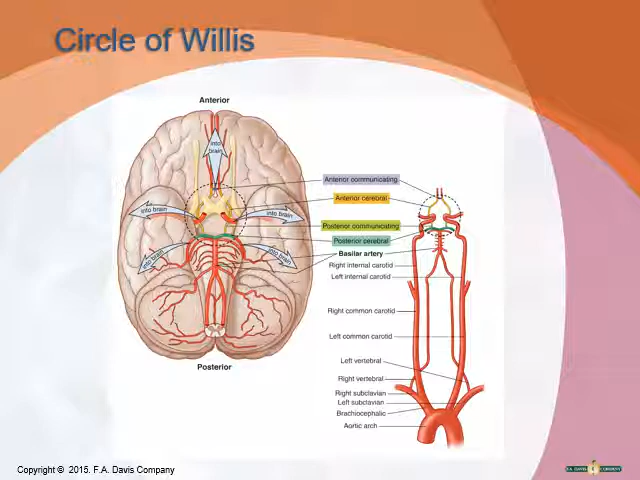 Circle of Willis
Anterior
into
brain
into brain
into brain
into brain
into brain
Posterior
Anterior communicating
Anterior cerebral
Posterior communicating
Posterior cerebral
Basilar artery
Right internal carotid
Left internal carotid
Right common carotid
Left common carotid
Left vertebral
Right vertebral
Right subclavian
Left subclavian
Brachiocephalic
Aortic arch
Copyright © 2015. F.A. Davis Company
F.A. DAVIS COMPANY